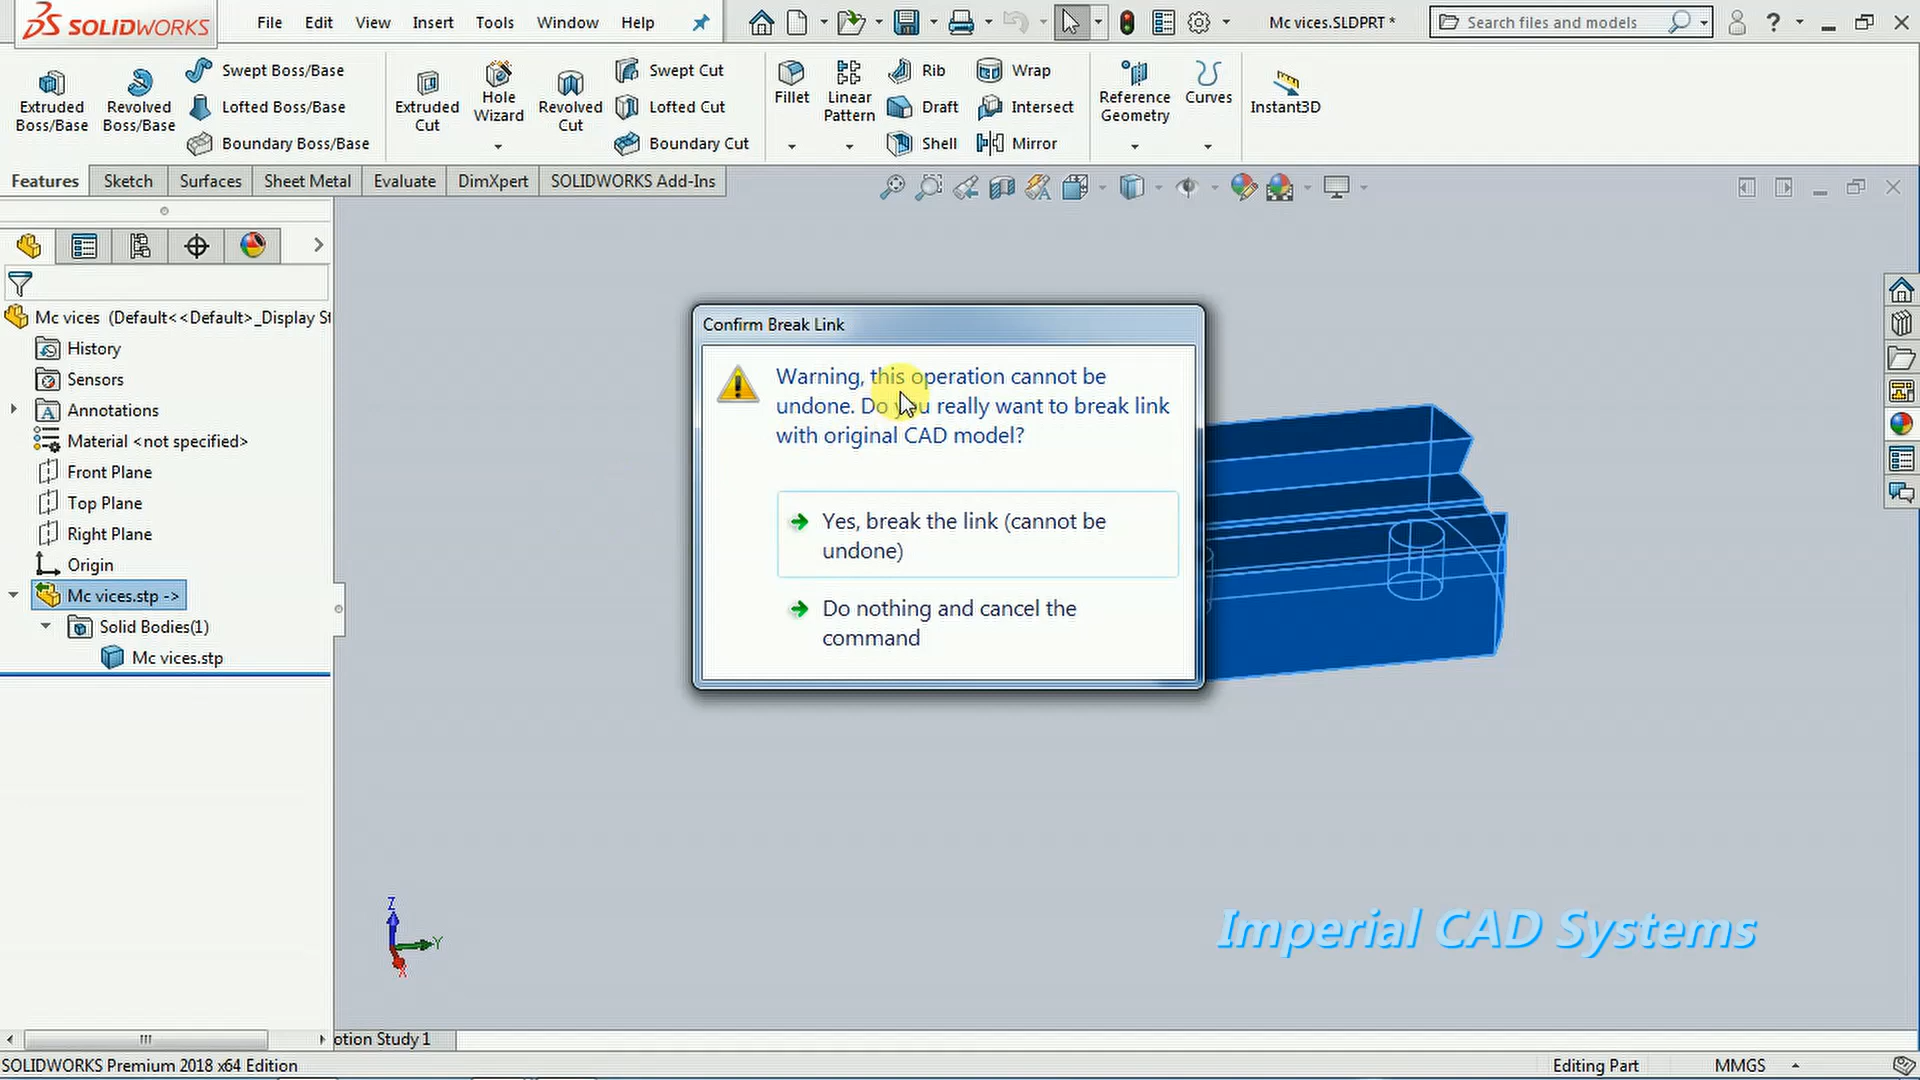 SOLIDWORKS
File Edit View Insert Tools Window Help
Mc vices.SLDPRT *
Search files and models
Extruded Boss/Base
Revolved Boss/Base
Swept Boss/Base
Lofted Boss/Base
Boundary Boss/Base
Extruded Cut
Hole Wizard
Revolved Cut
Swept Cut
Lofted Cut
Boundary Cut
Fillet
Linear Pattern
Rib
Draft
Shell
Wrap
Intersect
Mirror
Reference Geometry
Curves
Instant3D
Features Sketch Surfaces Sheet Metal Evaluate DimXpert SOLIDWORKS Add-Ins
Mc vices (Default<<Default>_Display St
History
Sensors
Annotations
Material <not specified>
Front Plane
Top Plane
Right Plane
Origin
Mc vices.stp ->
Solid Bodies(1)
Mc vices.stp
Confirm Break Link
Warning, this operation cannot be
undone. Do you really want to break link
with original CAD model?
Yes, break the link (cannot be
undone)
Do nothing and cancel the
command
Z
Y
X
Imperial CAD Systems
otion Study 1
SOLIDWORKS Premium 2018 x64 Edition
Editing Part
MMGS